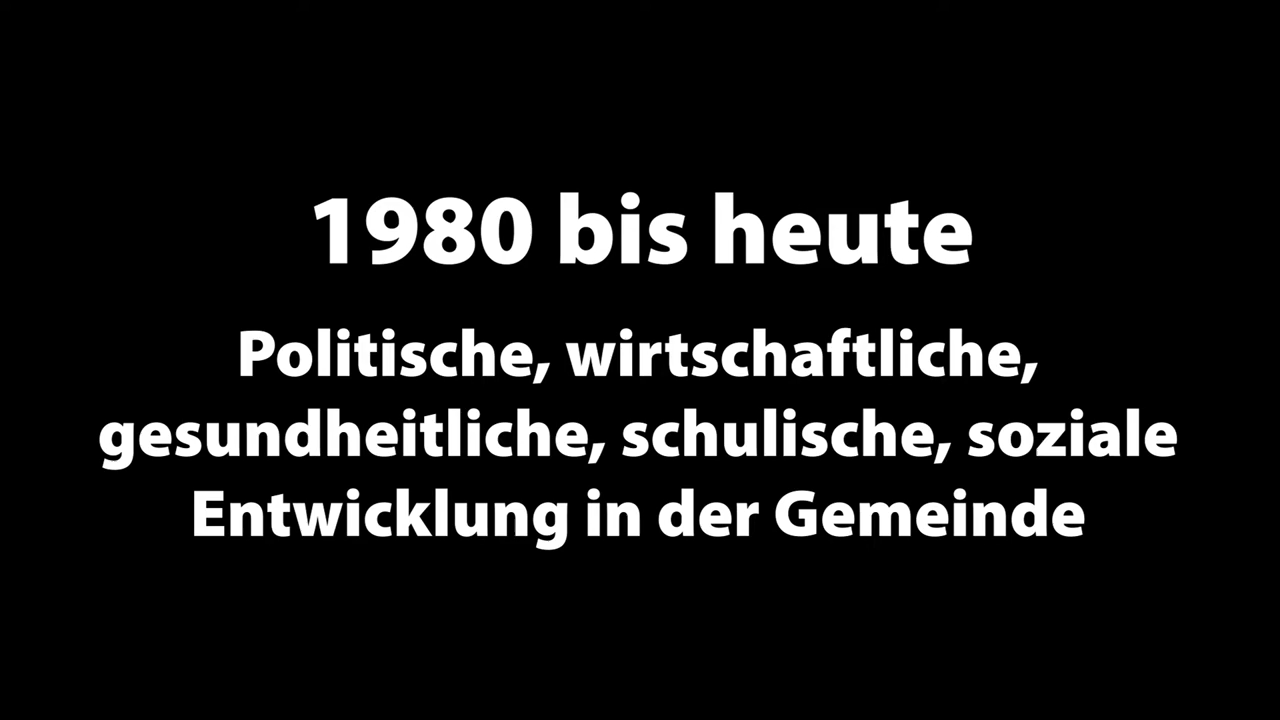 1980 bis heute
Politische, wirtschaftliche,
gesundheitliche, schulische, soziale
Entwicklung in der Gemeinde